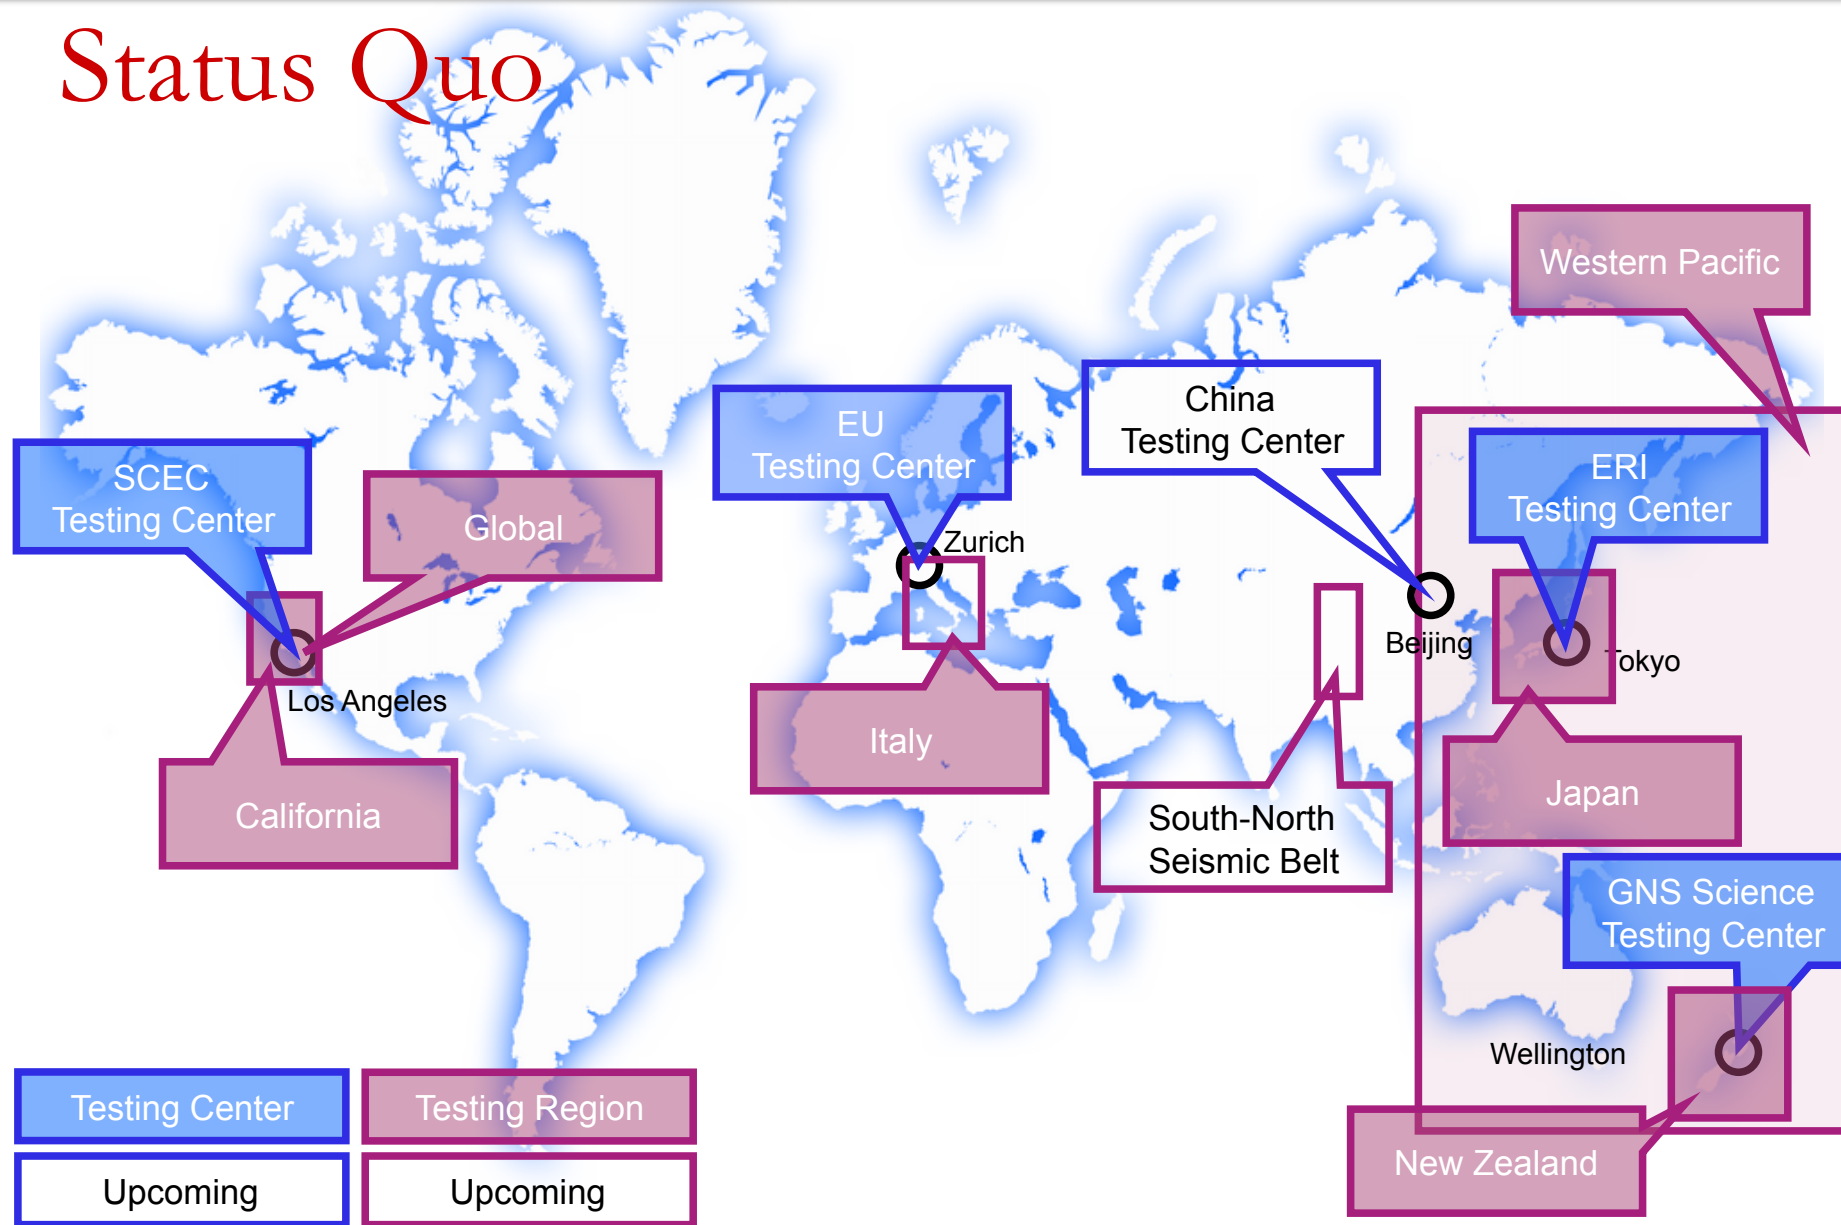 Status Quo
Western Pacific
China
Testing Center
EU
Testing Center
ERI
Testing Center
SCEC
Testing Center
Global
Zurich
Beijing
Tokyo
Los Angeles
Italy
Japan
California
South-North
Seismic Belt
GNS Science
Testing Center
Wellington
New Zealand
Testing Center
Testing Region
Upcoming
Upcoming